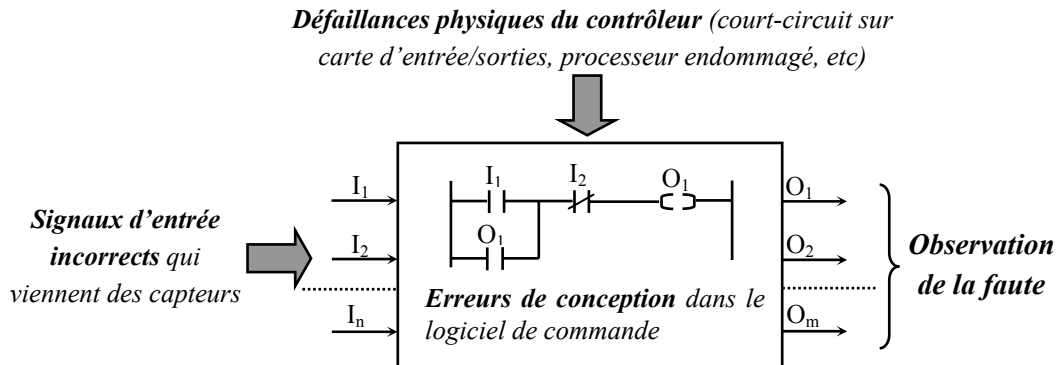 Défaillances physiques du contrôleur (court-circuit sur
carte d'entrée/sorties, processeur endommagé, etc)
Signaux d'entrée
incorrects qui
viennent des capteurs
I1
I2
In
I1
I2
O1
O1
Erreurs de conception dans le
logiciel de commande
O1
O2
Om
Observation
de la faute